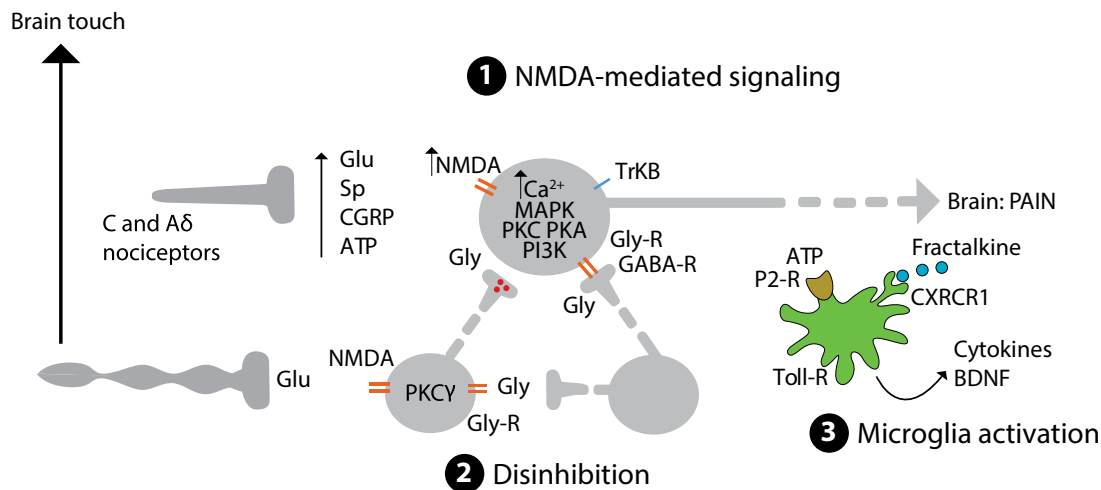 Brain touch
1 NMDA-mediated signaling
C and Aδ
nociceptors
Glu
Sp
CGRP
ATP
NMDA
Ca²⁺
MAPK
PKC PKA
PI3K
TrKB
Brain: PAIN
Gly
Gly-R
GABA-R
Gly
ATP
P2-R
Fractalkine
CXRCR1
Toll-R
Cytokines
BDNF
3 Microglia activation
Glu
NMDA
PKCγ
Gly
Gly-R
2 Disinhibition